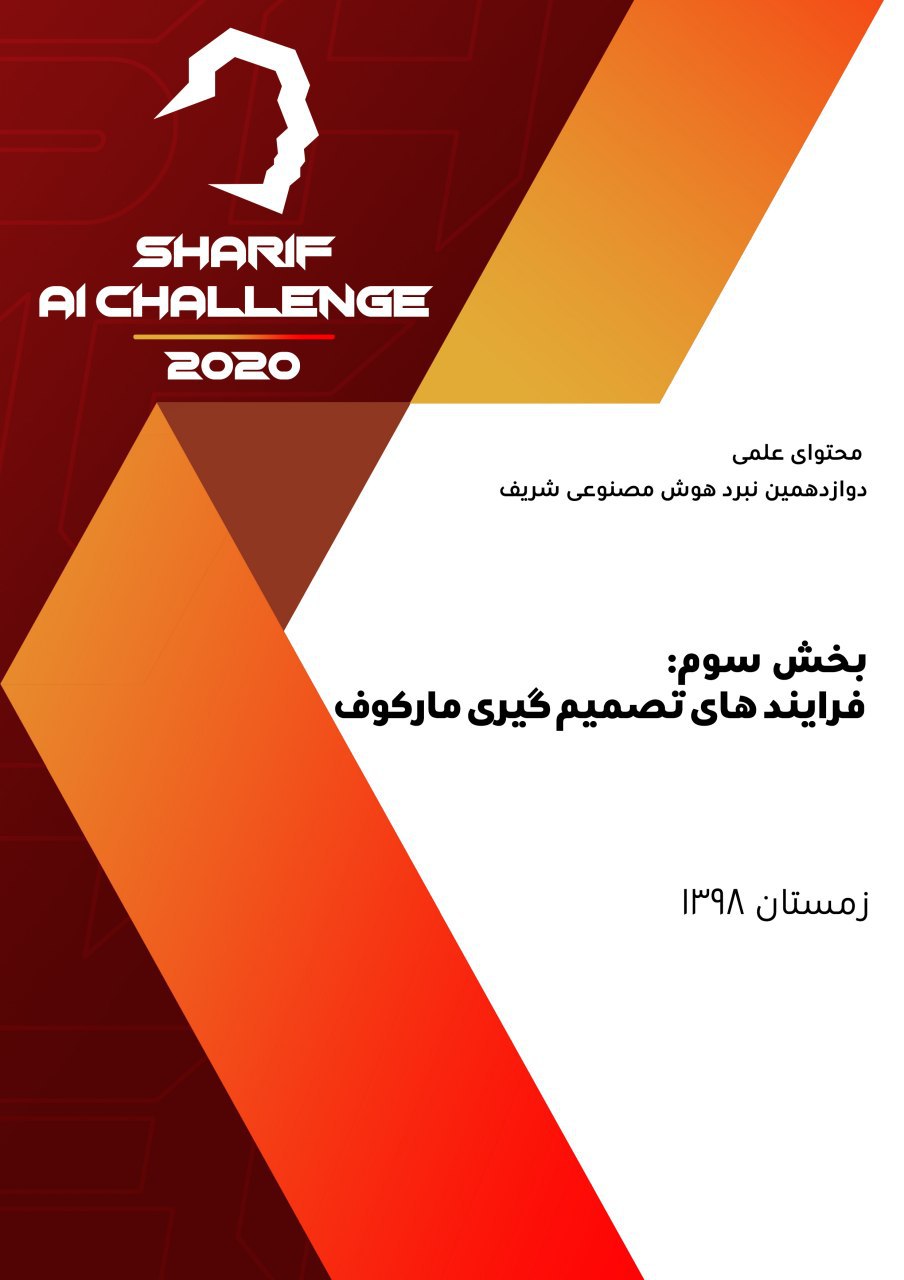 SHARIF
AI CHALLENGE
2020
محتوای علمی
دوازدهمین نبرد هوش مصنوعی شریف
بخش سوم:
فرایند های تصمیم گیری مارکوف
زمستان ۱۳۹۸